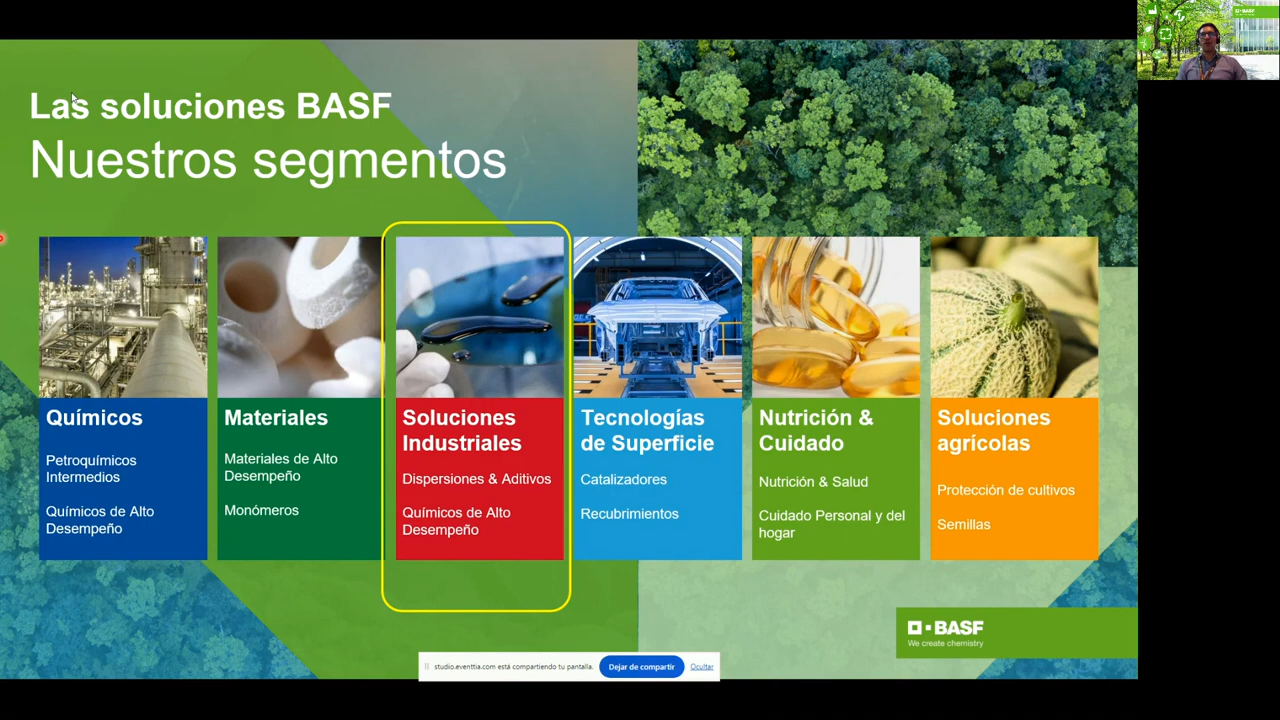 BASF
Las soluciones BASF
Nuestros segmentos
Químicos
Petroquímicos
Intermedios
Químicos de Alto
Desempeño
Materiales
Materiales de Alto
Desempeño
Monómeros
Soluciones
Industriales
Dispersiones & Aditivos
Químicos de Alto
Desempeño
Tecnologías
de Superficie
Catalizadores
Recubrimientos
Nutrición &
Cuidado
Nutrición & Salud
Cuidado Personal y del
hogar
Soluciones
agrícolas
Protección de cultivos
Semillas
BASF
We create chemistry
studio.eventtia.com está compartiendo tu pantalla.
Dejar de compartir
Ocultar